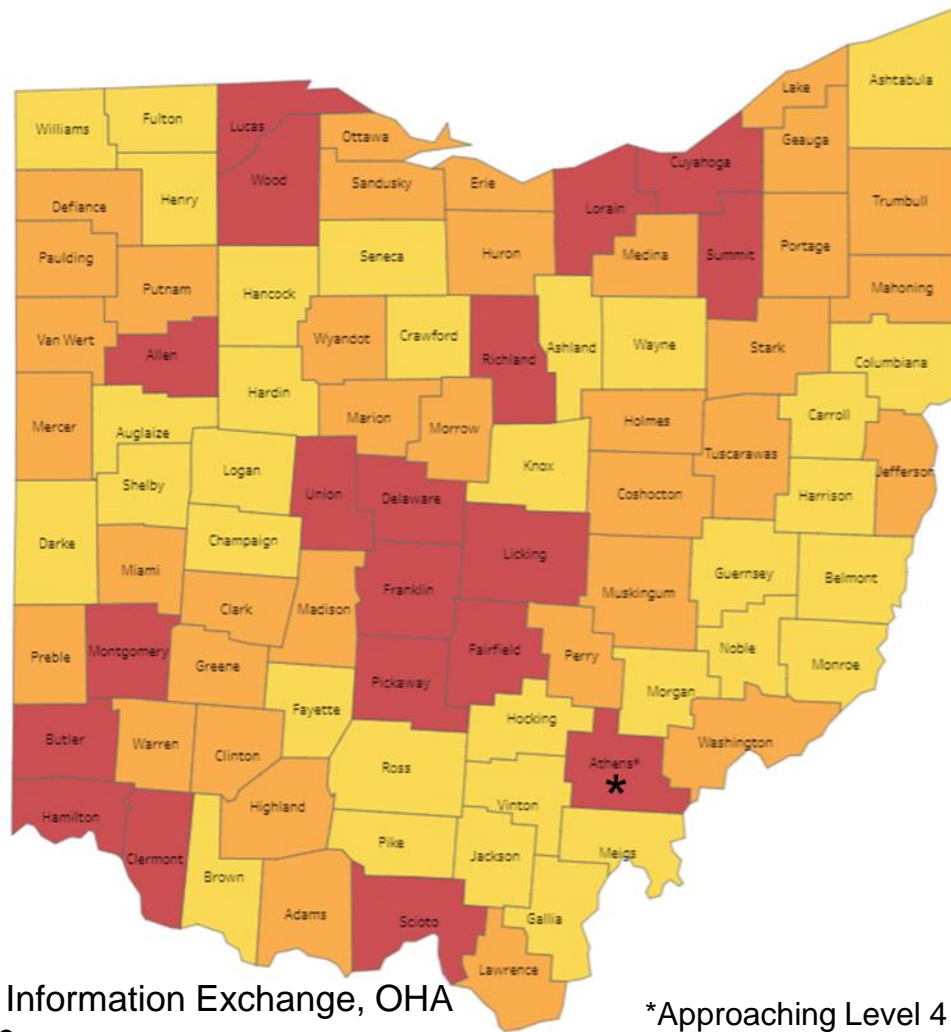 Ashtabula
Lake
Geauga
Fulton
Williams
Lucas
Ottawa
Cuyahoga
Wood
Sandusky
Erie
Henry
Trumbull
Defiance
Lorain
Portage
Paulding
Seneca
Huron
Medina
Summit
Mahoning
Putnam
Hancock
Van Wert
Wyandot
Crawford
Ashland
Wayne
Stark
Allen
Richland
Columbiana
Hardin
Carroll
Mercer
Marion
Morrow
Holmes
Auglaize
Tuscarawas
Knox
Jefferson
Logan
Shelby
Union
Delaware
Coshocton
Harrison
Darke
Champaign
Licking
Miami
Guernsey
Belmont
Franklin
Muskingum
Clark
Madison
Preble
Montgomery
Greene
Fairfield
Perry
Noble
Monroe
Pickaway
Morgan
Fayette
Hocking
Butler
Warren
Clinton
Washington
Ross
Athens*
*
Highland
Vinton
Hamilton
Pike
Jackson
Meigs
Clermont
Brown
Gallia
Adams
Scioto
Lawrence
Information Exchange, OHA
*Approaching Level 4